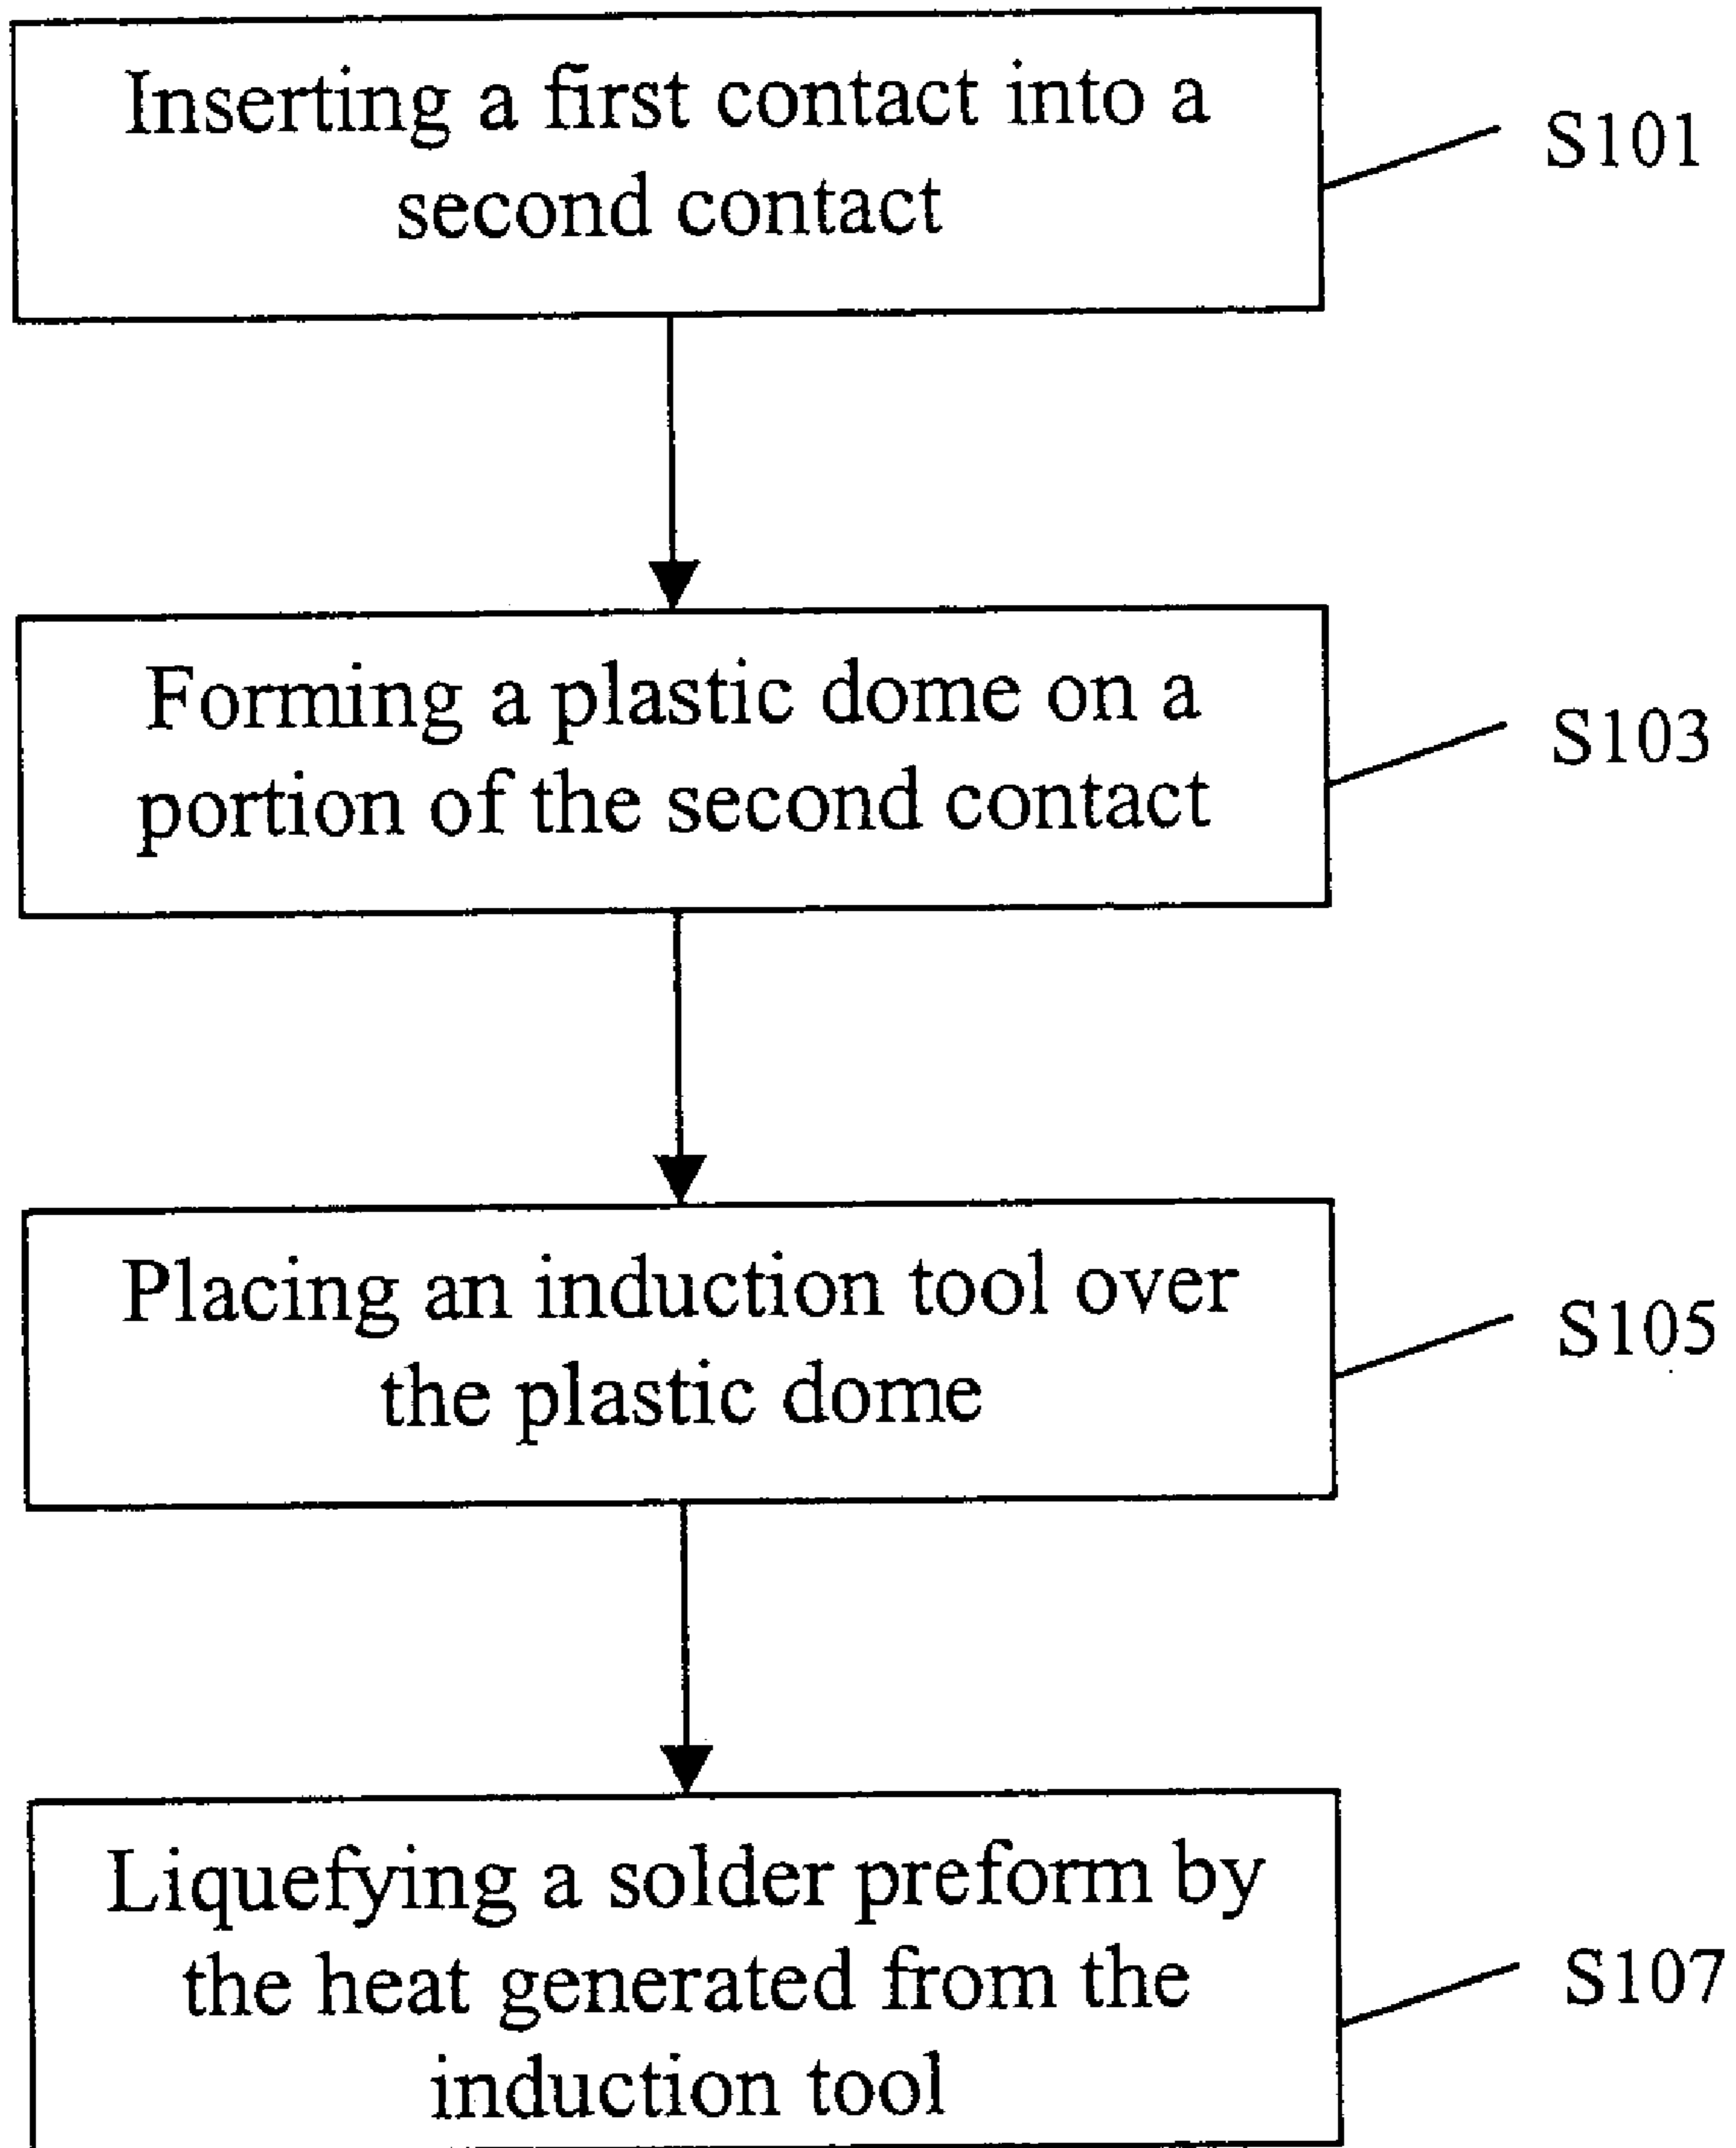 Inserting a first contact into a
second contact
S101
Forming a plastic dome on a
portion of the second contact
S103
Placing an induction tool over
the plastic dome
S105
Liquefying a solder preform by
the heat generated from the
induction tool
S107